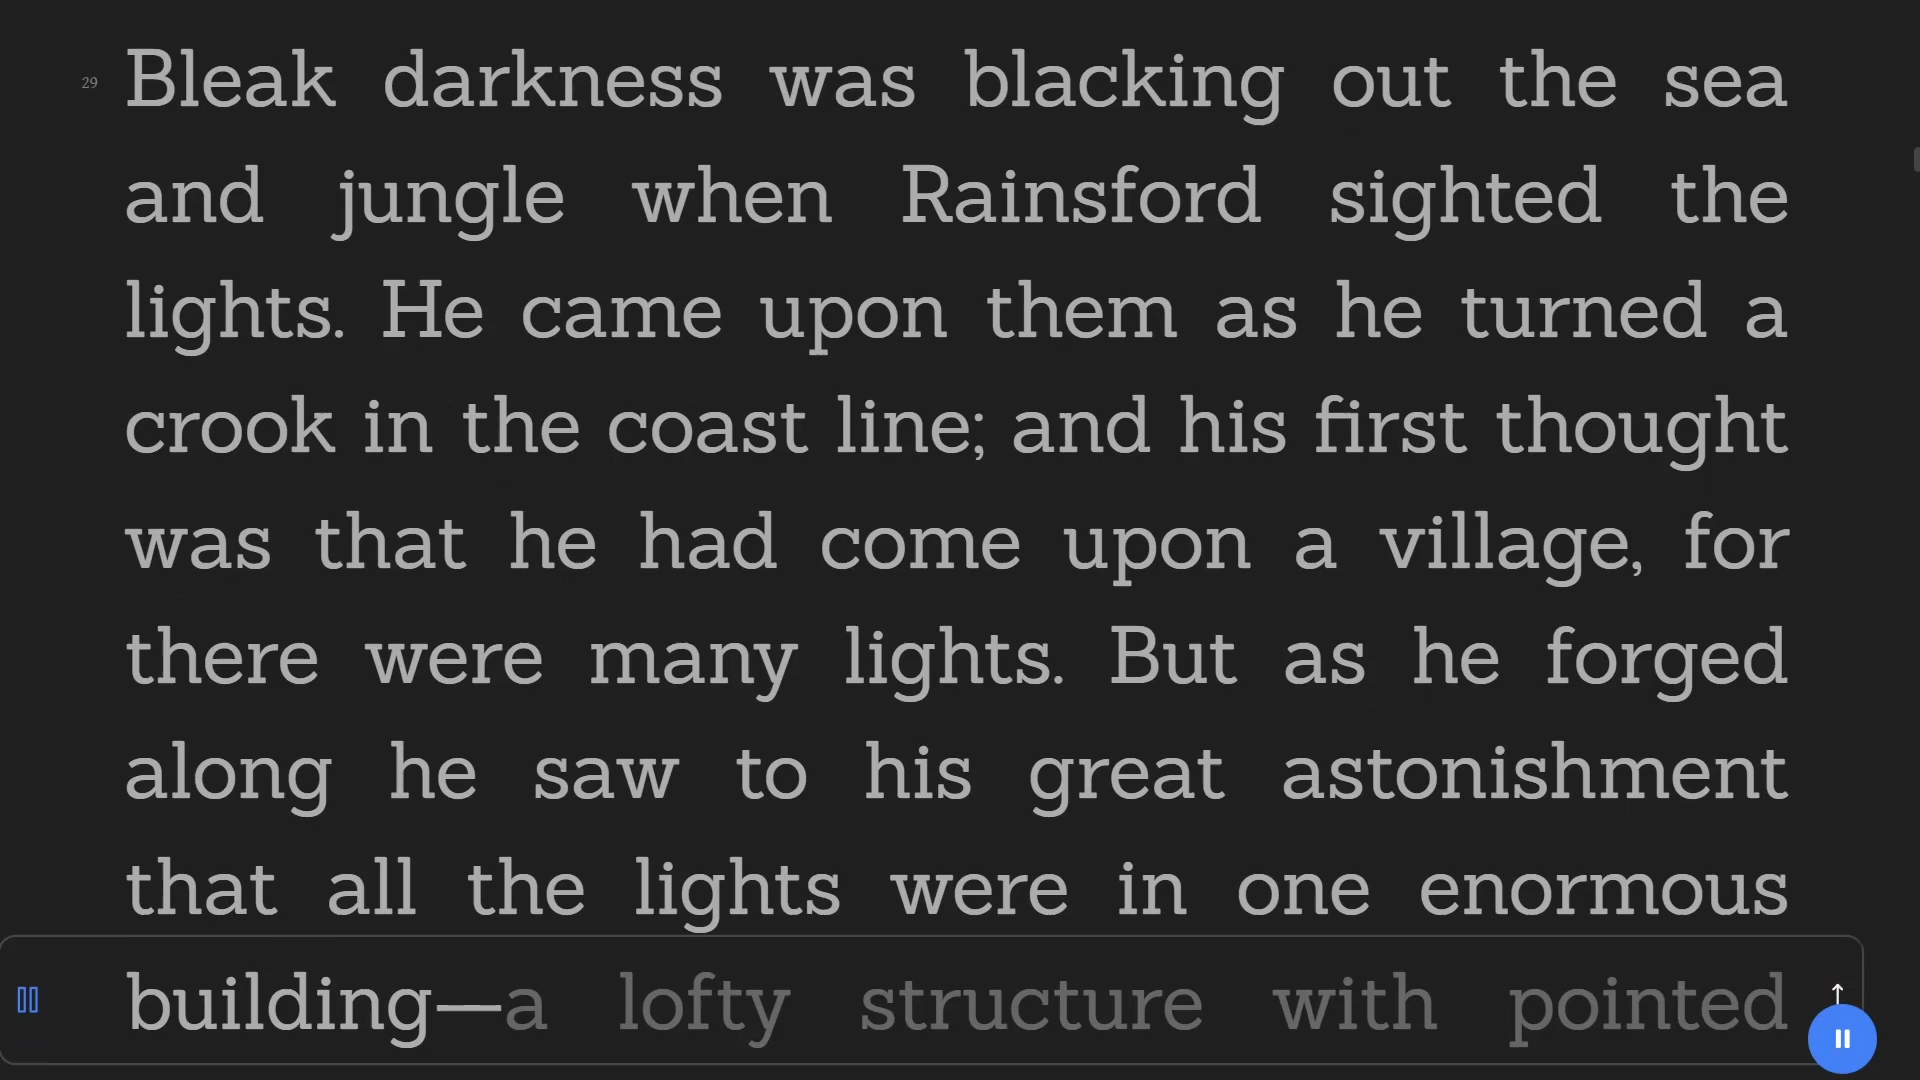 29
Bleak darkness was blacking out the sea
and jungle when Rainsford sighted the
lights. He came upon them as he turned a
crook in the coast line; and his first thought
was that he had come upon a village, for
there were many lights. But as he forged
along he saw to his great astonishment
that all the lights were in one enormous
building—a lofty structure with pointed